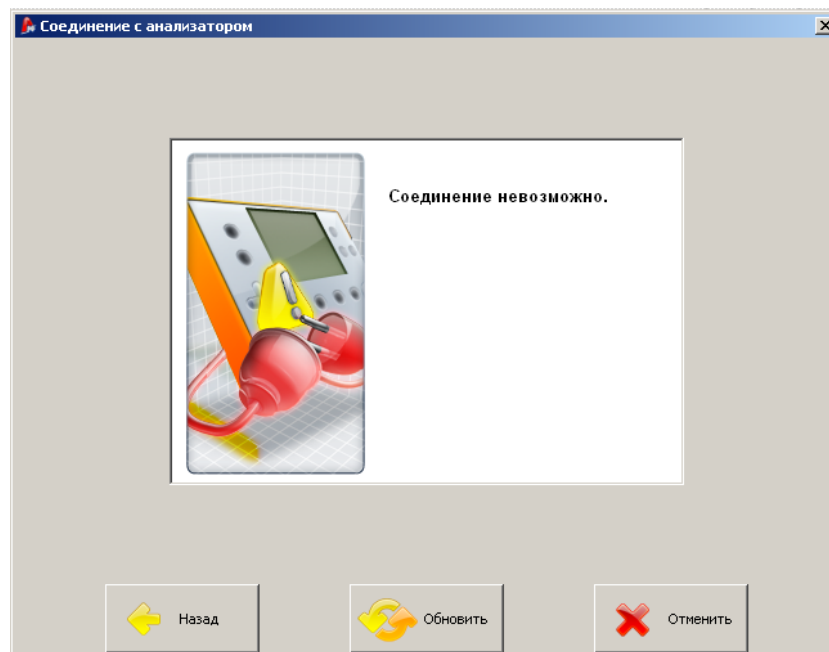 Соединение с анализатором
Соединение невозможно.
Назад
Обновить
Отменить